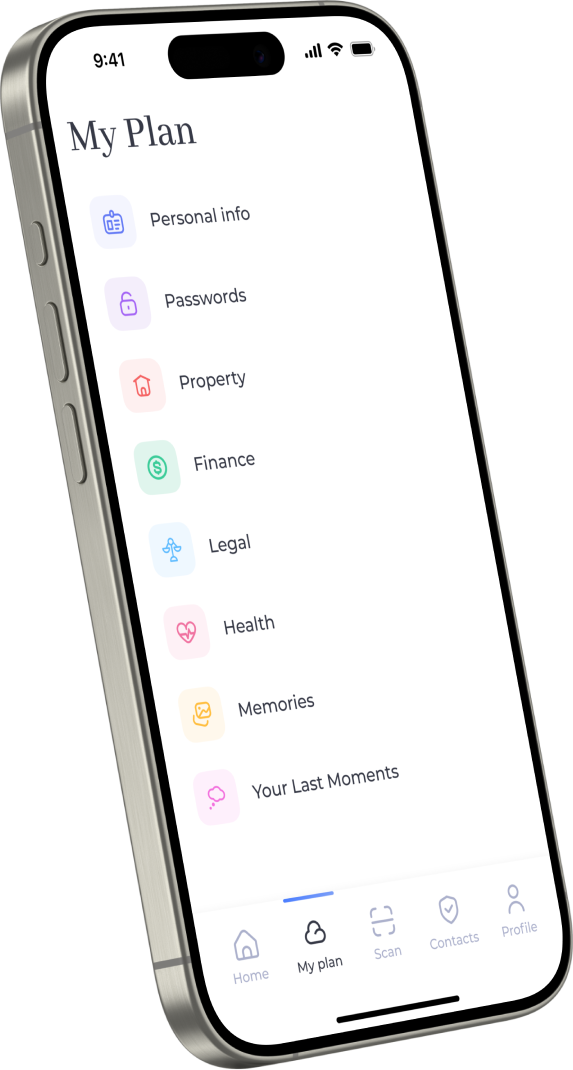 9:41
My Plan
Personal info
Passwords
Property
Finance
Legal
Health
Memories
Your Last Moments
Home
My plan
Scan
Contacts
Profile